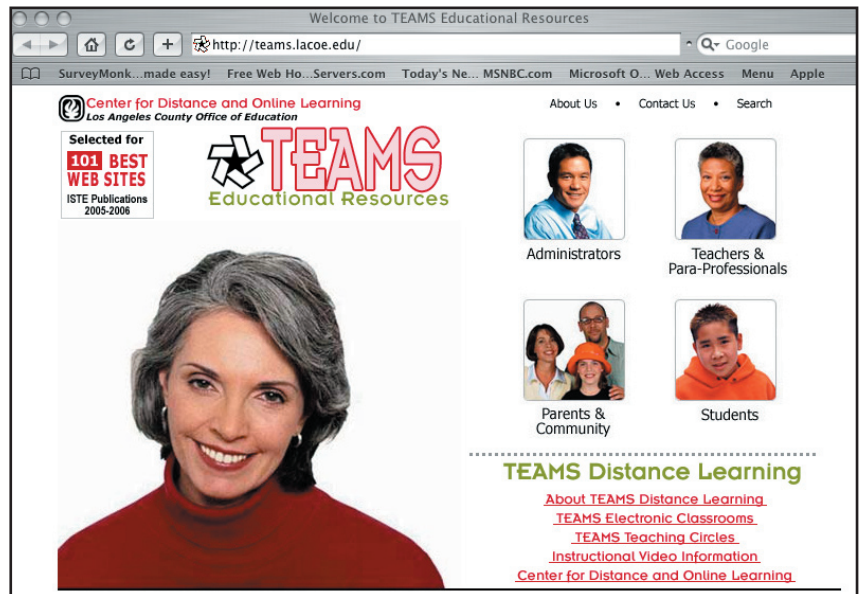 Welcome to TEAMS Educational Resources
http://teams.lacoe.edu/
Google
SurveyMonk...made easy! Free Web Ho...Servers.com Today's Ne... MSNBC.com Microsoft O... Web Access Menu Apple
Center for Distance and Online Learning
Los Angeles County Office of Education
About Us • Contact Us • Search
Selected for
101 BEST
WEB SITES
ISTE Publications
2005-2006
TEAMS
Educational Resources
Administrators
Teachers &
Para-Professionals
Parents &
Community
Students
TEAMS Distance Learning
About TEAMS Distance Learning
TEAMS Electronic Classrooms
TEAMS Teaching Circles
Instructional Video Information
Center for Distance and Online Learning